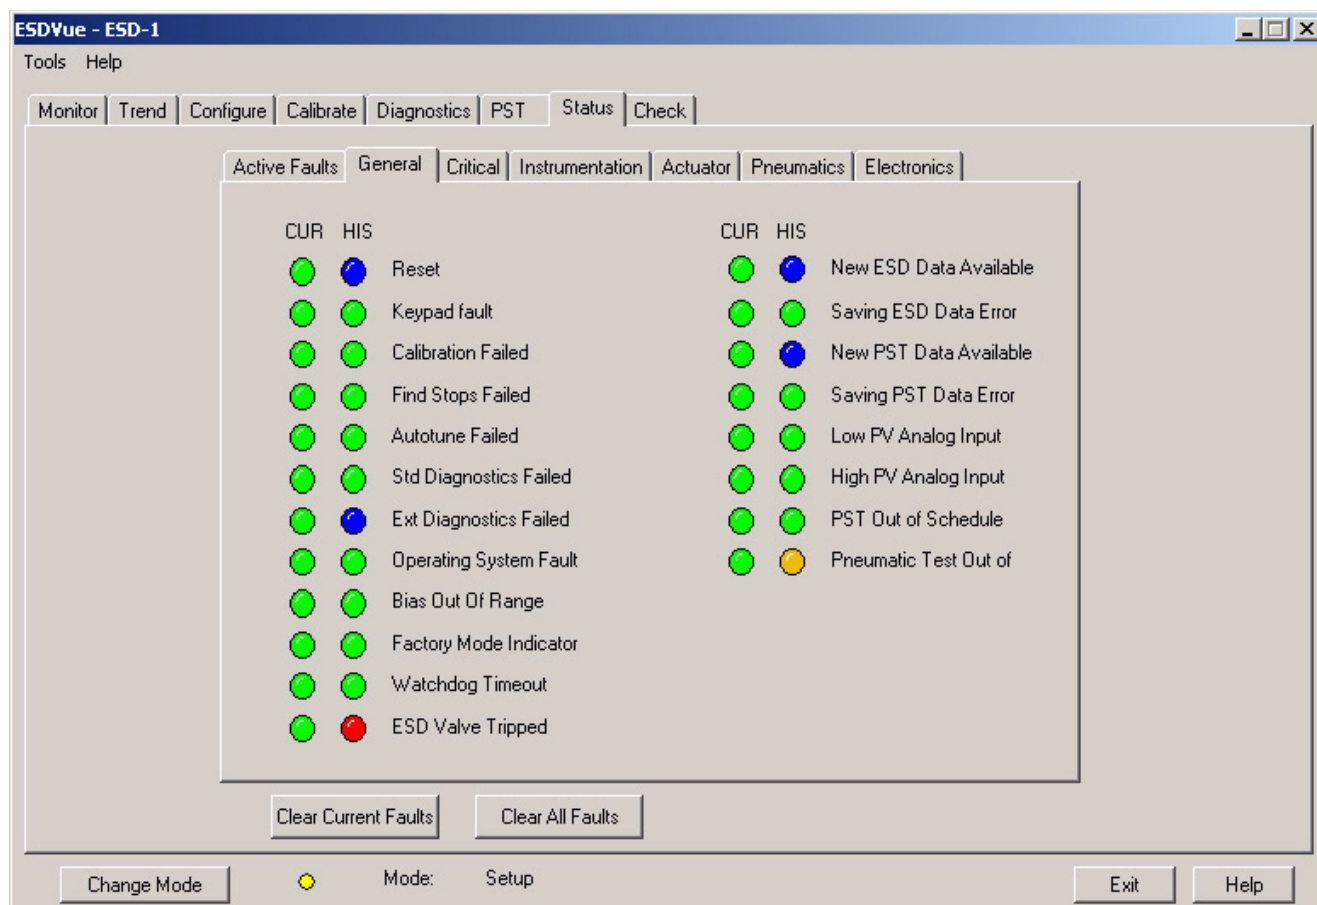 ESDVue - ESD-1
Tools Help
Monitor Trend Configure Calibrate Diagnostics PST Status Check
Active Faults General Critical Instrumentation Actuator Pneumatics Electronics
CUR HIS
Reset
Keypad fault
Calibration Failed
Find Stops Failed
Autotune Failed
Std Diagnostics Failed
Ext Diagnostics Failed
Operating System Fault
Bias Out Of Range
Factory Mode Indicator
Watchdog Timeout
ESD Valve Tripped
CUR HIS
New ESD Data Available
Saving ESD Data Error
New PST Data Available
Saving PST Data Error
Low PV Analog Input
High PV Analog Input
PST Out of Schedule
Pneumatic Test Out of
Clear Current Faults Clear All Faults
Change Mode Mode: Setup Exit Help